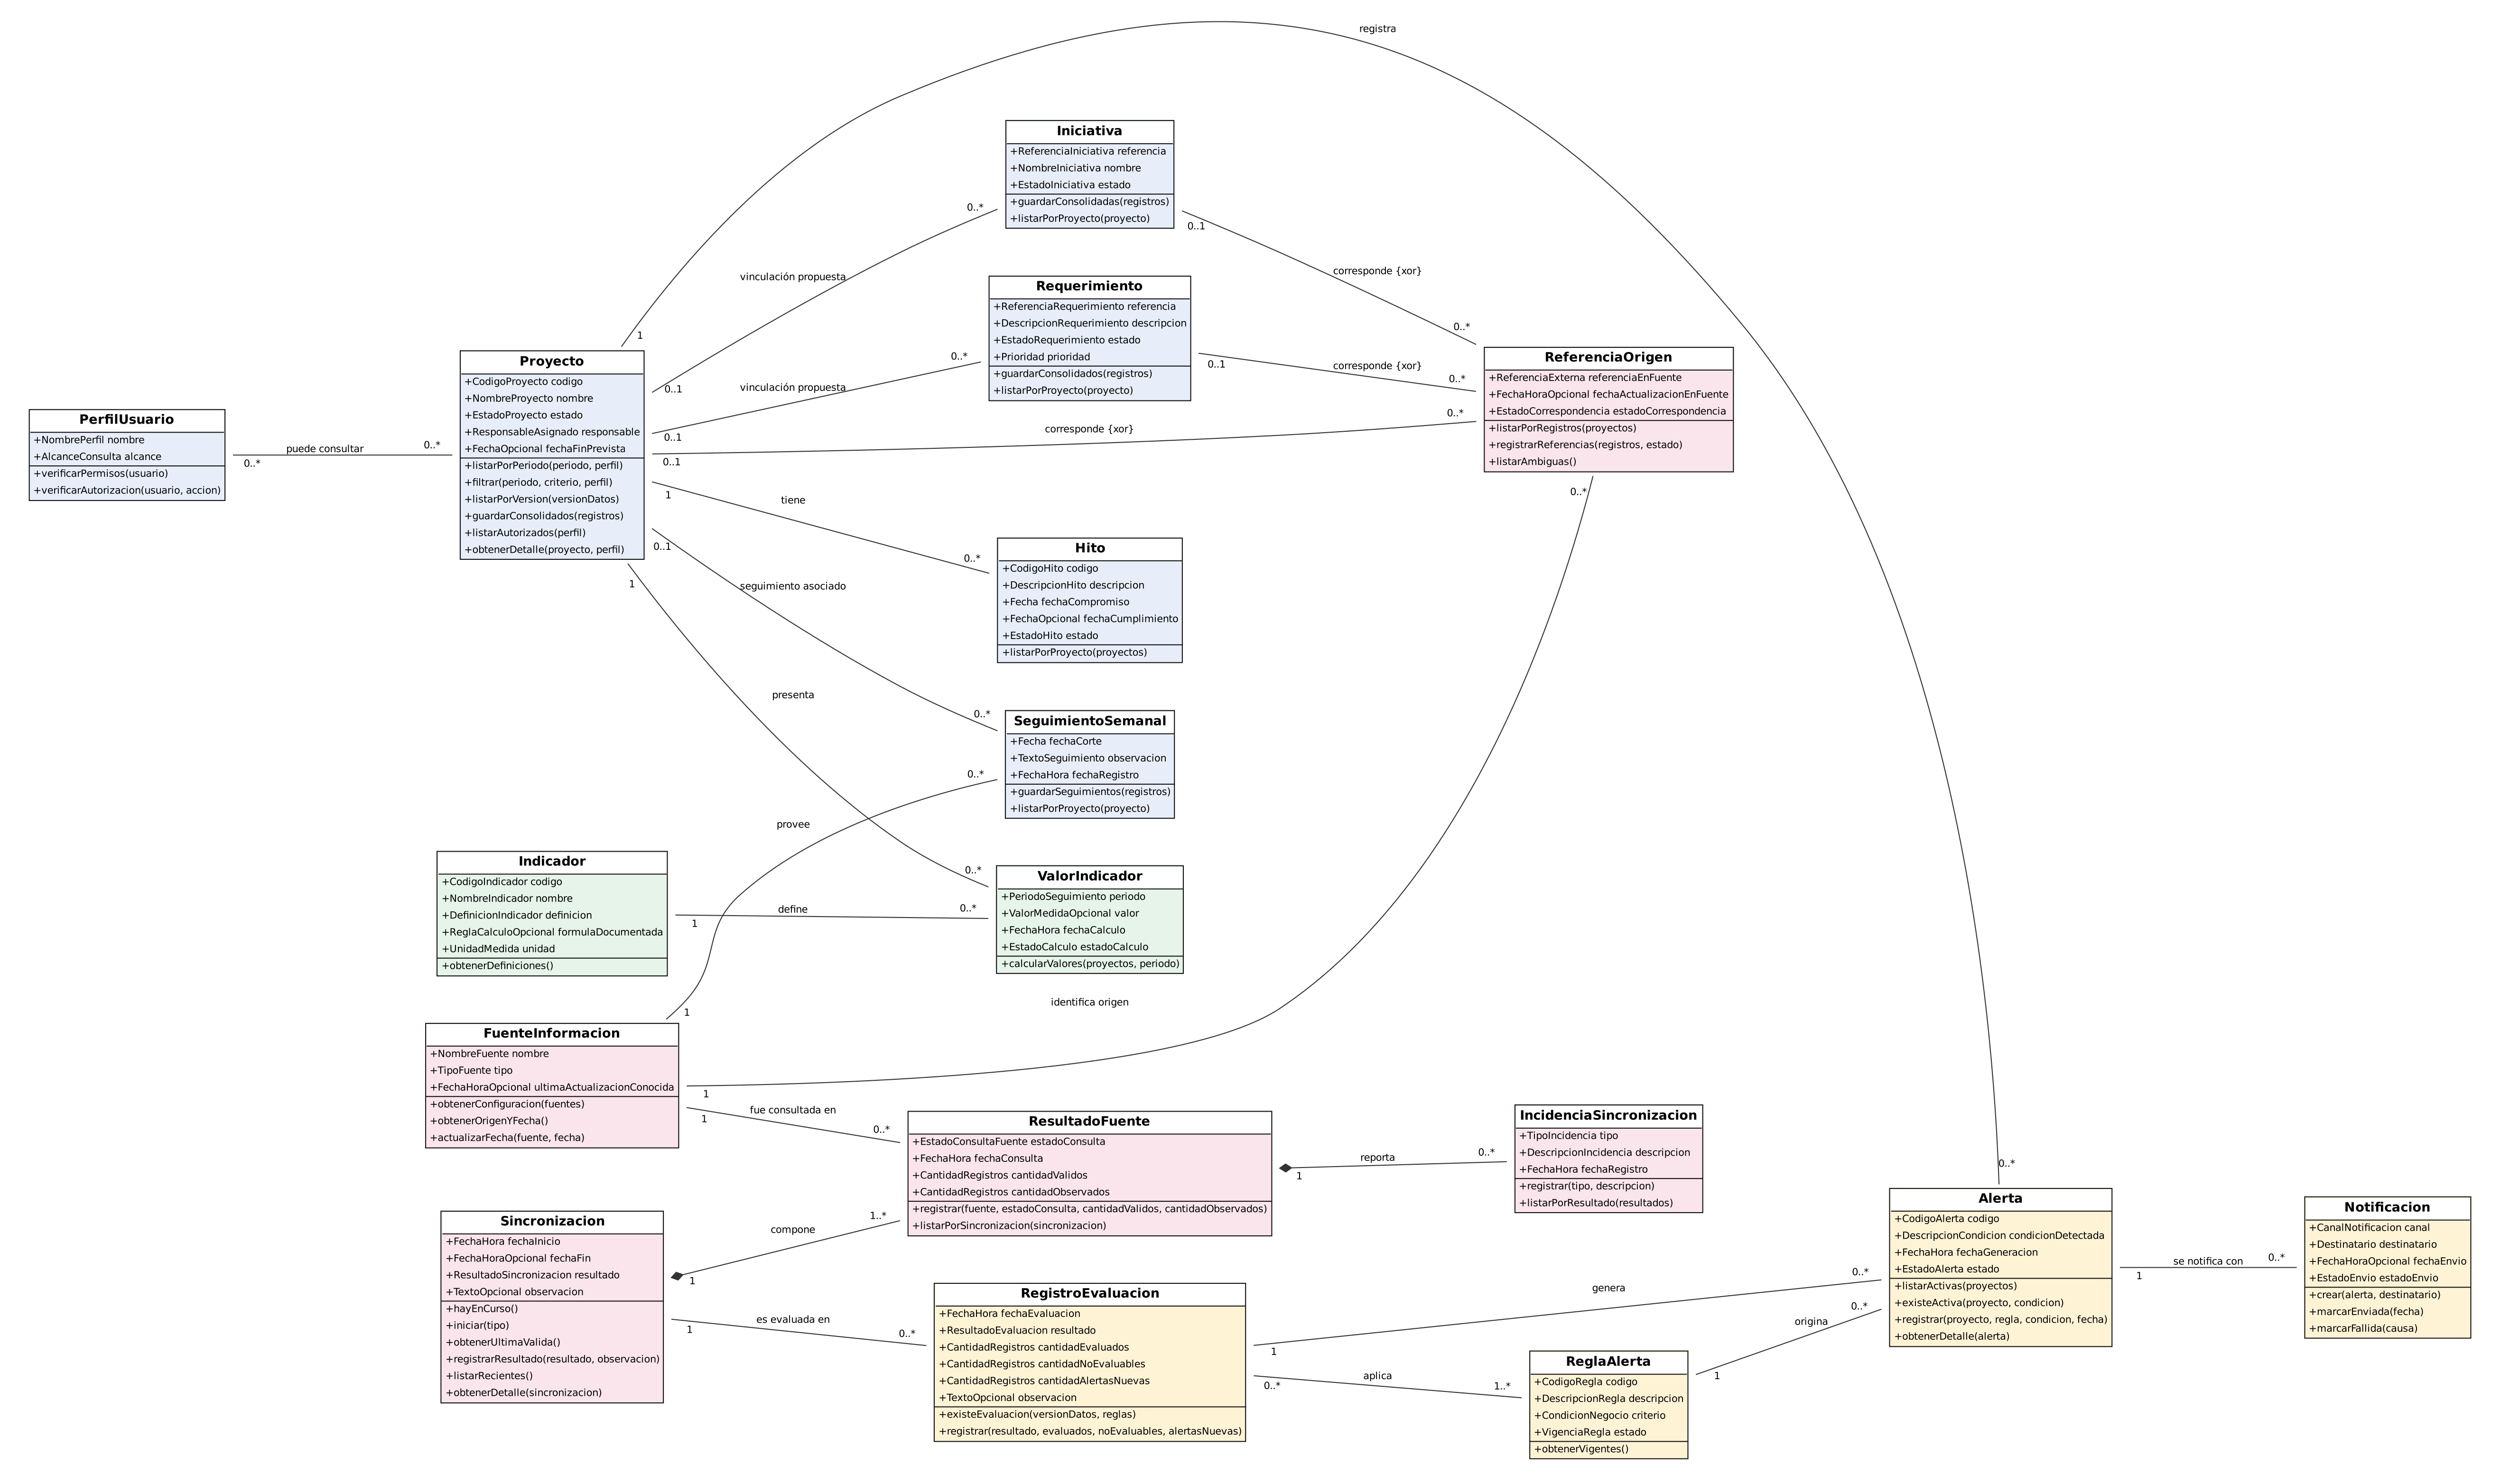 registra
Iniciativa
+ReferenciaIniciativa referencia
+NombreIniciativa nombre
+EstadoIniciativa estado
+guardarConsolidadas(registros)
+listarPorProyecto(proyecto)
0..*
0..1
vinculación propuesta
corresponde {xor}
Requerimiento
+ReferenciaRequerimiento referencia
+DescripcionRequerimiento descripcion
+EstadoRequerimiento estado
+Prioridad prioridad
+guardarConsolidados(registros)
+listarPorProyecto(proyecto)
0..*
0..1
vinculación propuesta
corresponde {xor}
0..*
0..*
0..*
ReferenciaOrigen
+ReferenciaExterna referenciaEnFuente
+FechaHoraOpcional fechaActualizacionEnFuente
+EstadoCorrespondencia estadoCorrespondencia
+listarPorRegistros(proyectos)
+registrarReferencias(registros, estado)
+listarAmbiguas()
0..*
1
Proyecto
+CodigoProyecto codigo
+NombreProyecto nombre
+EstadoProyecto estado
+ResponsableAsignado responsable
+FechaOpcional fechaFinPrevista
+listarPorPeriodo(periodo, perfil)
+filtrar(periodo, criterio, perfil)
+listarPorVersion(versionDatos)
+guardarConsolidados(registros)
+listarAutorizados(perfil)
+obtenerDetalle(proyecto, perfil)
0..1
0..1
0..1
1
0..1
1
corresponde {xor}
PerfilUsuario
+NombrePerfil nombre
+AlcanceConsulta alcance
+verificarPermisos(usuario)
+verificarAutorizacion(usuario, accion)
0..*
puede consultar
0..*
tiene
0..*
Hito
+CodigoHito codigo
+DescripcionHito descripcion
+Fecha fechaCompromiso
+FechaOpcional fechaCumplimiento
+EstadoHito estado
+listarPorProyecto(proyectos)
seguimiento asociado
0..*
SeguimientoSemanal
+Fecha fechaCorte
+TextoSeguimiento observacion
+FechaHora fechaRegistro
+guardarSeguimientos(registros)
+listarPorProyecto(proyecto)
presenta
0..*
provee
0..*
Indicador
+CodigoIndicador codigo
+NombreIndicador nombre
+DefinicionIndicador definicion
+ReglaCalculoOpcional formulaDocumentada
+UnidadMedida unidad
+obtenerDefiniciones()
1
define
0..*
ValorIndicador
+PeriodoSeguimiento periodo
+ValorMedidaOpcional valor
+FechaHora fechaCalculo
+EstadoCalculo estadoCalculo
+calcularValores(proyectos, periodo)
identifica origen
1
FuenteInformacion
+NombreFuente nombre
+TipoFuente tipo
+FechaHoraOpcional ultimaActualizacionConocida
+obtenerConfiguracion(fuentes)
+obtenerOrigenYFecha()
+actualizarFecha(fuente, fecha)
1
1
fue consultada en
0..*
ResultadoFuente
+EstadoConsultaFuente estadoConsulta
+FechaHora fechaConsulta
+CantidadRegistros cantidadValidos
+CantidadRegistros cantidadObservados
+registrar(fuente, estadoConsulta, cantidadValidos, cantidadObservados)
+listarPorSincronizacion(sincronizacion)
1
reporta
0..*
IncidenciaSincronizacion
+TipoIncidencia tipo
+DescripcionIncidencia descripcion
+FechaHora fechaRegistro
+registrar(tipo, descripcion)
+listarPorResultado(resultados)
Sincronizacion
+FechaHora fechaInicio
+FechaHoraOpcional fechaFin
+ResultadoSincronizacion resultado
+TextoOpcional observacion
+hayEnCurso()
+iniciar(tipo)
+obtenerUltimaValida()
+registrarResultado(resultado, observacion)
+listarRecientes()
+obtenerDetalle(sincronizacion)
1
compone
1..*
1
es evaluada en
0..*
RegistroEvaluacion
+FechaHora fechaEvaluacion
+ResultadoEvaluacion resultado
+CantidadRegistros cantidadEvaluados
+CantidadRegistros cantidadNoEvaluables
+CantidadRegistros cantidadAlertasNuevas
+TextoOpcional observacion
+existeEvaluacion(versionDatos, reglas)
+registrar(resultado, evaluados, noEvaluables, alertasNuevas)
1
genera
0..*
0..*
aplica
1..*
ReglaAlerta
+CodigoRegla codigo
+DescripcionRegla descripcion
+CondicionNegocio criterio
+VigenciaRegla estado
+obtenerVigentes()
1
origina
0..*
0..*
Alerta
+CodigoAlerta codigo
+DescripcionCondicion condicionDetectada
+FechaHora fechaGeneracion
+EstadoAlerta estado
+listarActivas(proyectos)
+existeActiva(proyecto, condicion)
+registrar(proyecto, regla, condicion, fecha)
+obtenerDetalle(alerta)
1
se notifica con
0..*
Notificacion
+CanalNotificacion canal
+Destinatario destinatario
+FechaHoraOpcional fechaEnvio
+EstadoEnvio estadoEnvio
+crear(alerta, destinatario)
+marcarEnviada(fecha)
+marcarFallida(causa)